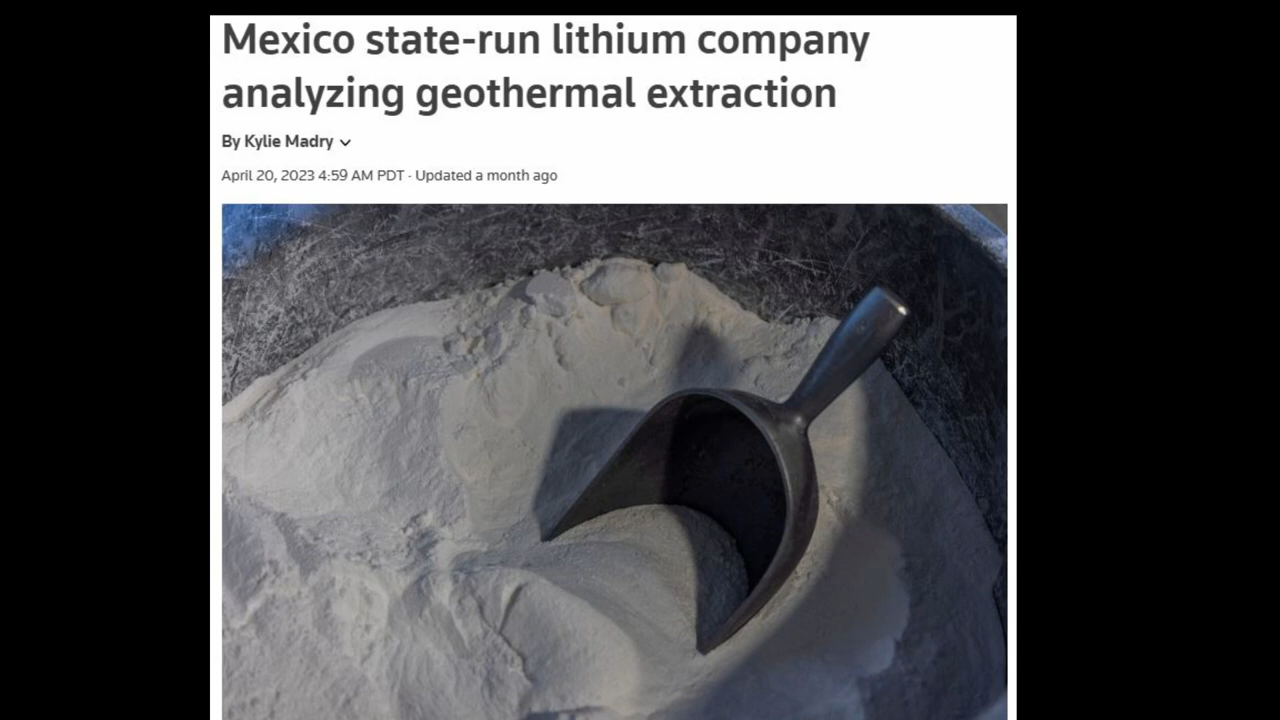 Mexico state-run lithium company
analyzing geothermal extraction
By Kylie Madry
April 20, 2023 4:59 AM PDT · Updated a month ago